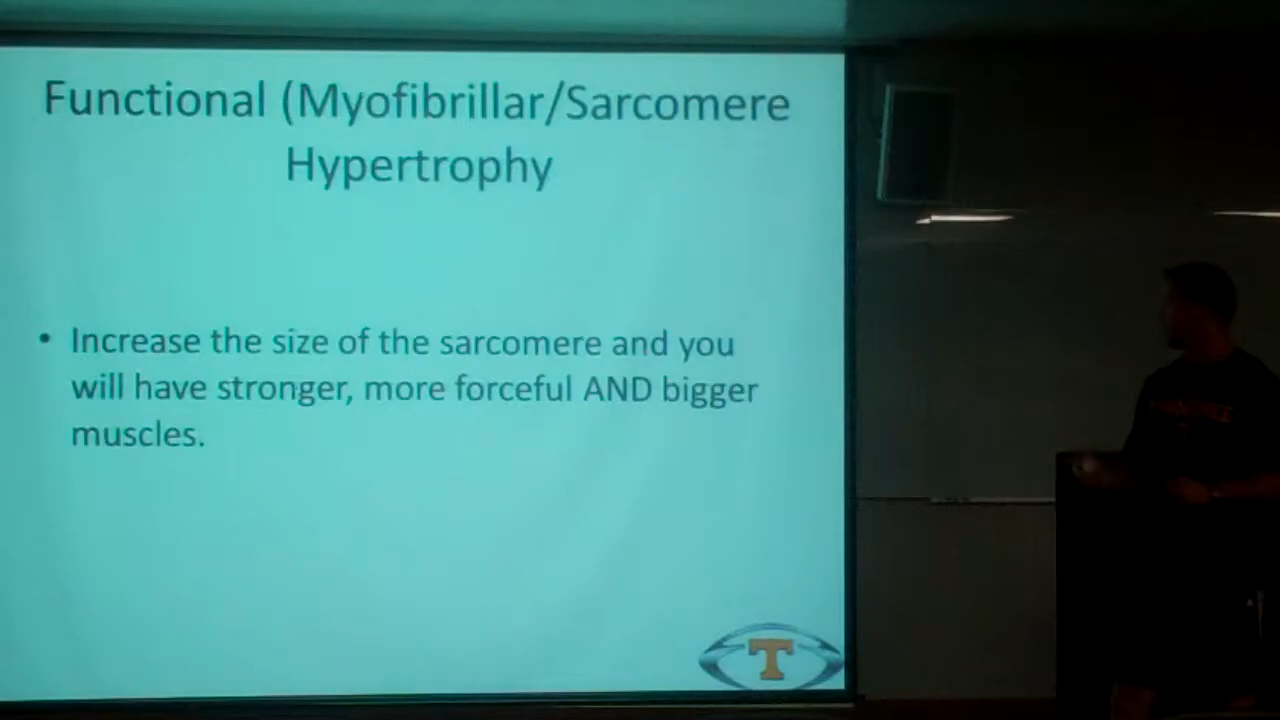 Functional (Myofibrillar/Sarcomere
Hypertrophy
• Increase the size of the sarcomere and you
will have stronger, more forceful AND bigger
muscles.
T